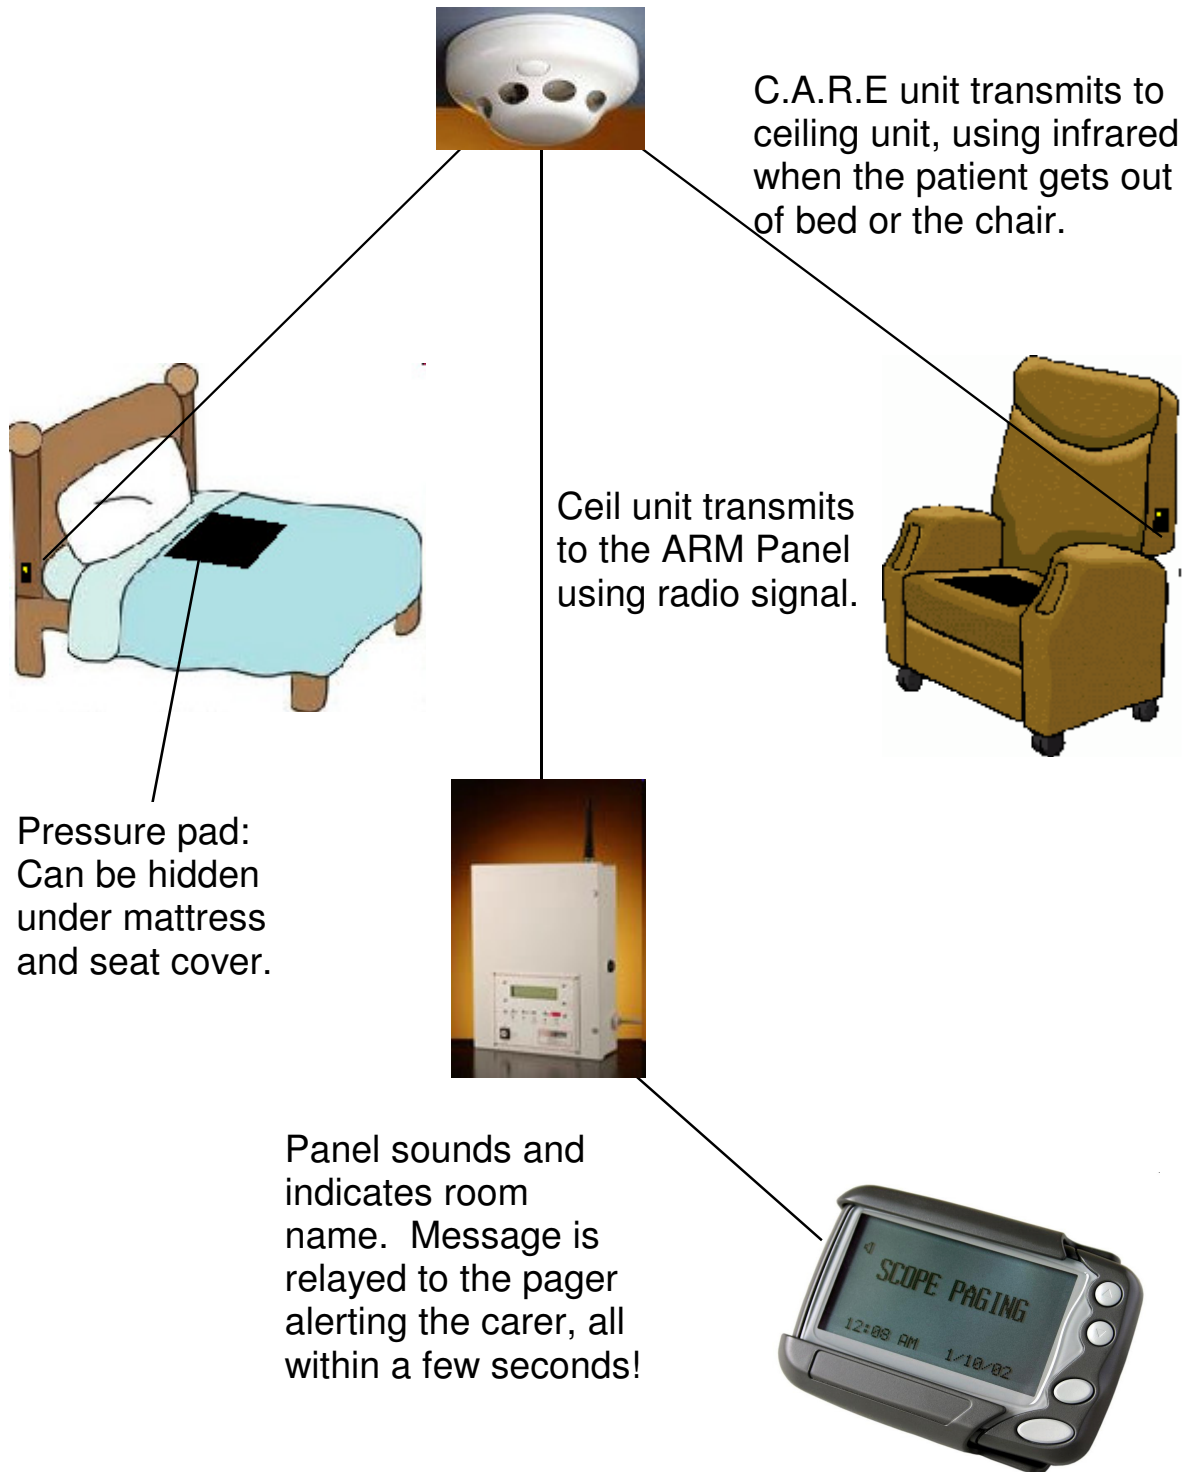 C.A.R.E unit transmits to
ceiling unit, using infrared
when the patient gets out
of bed or the chair.
Ceil unit transmits
to the ARM Panel
using radio signal.
Pressure pad:
Can be hidden
under mattress
and seat cover.
Panel sounds and
indicates room
name.  Message is
relayed to the pager
alerting the carer, all
within a few seconds!
SCOPE PAGING
12:08 AM 1/10/02